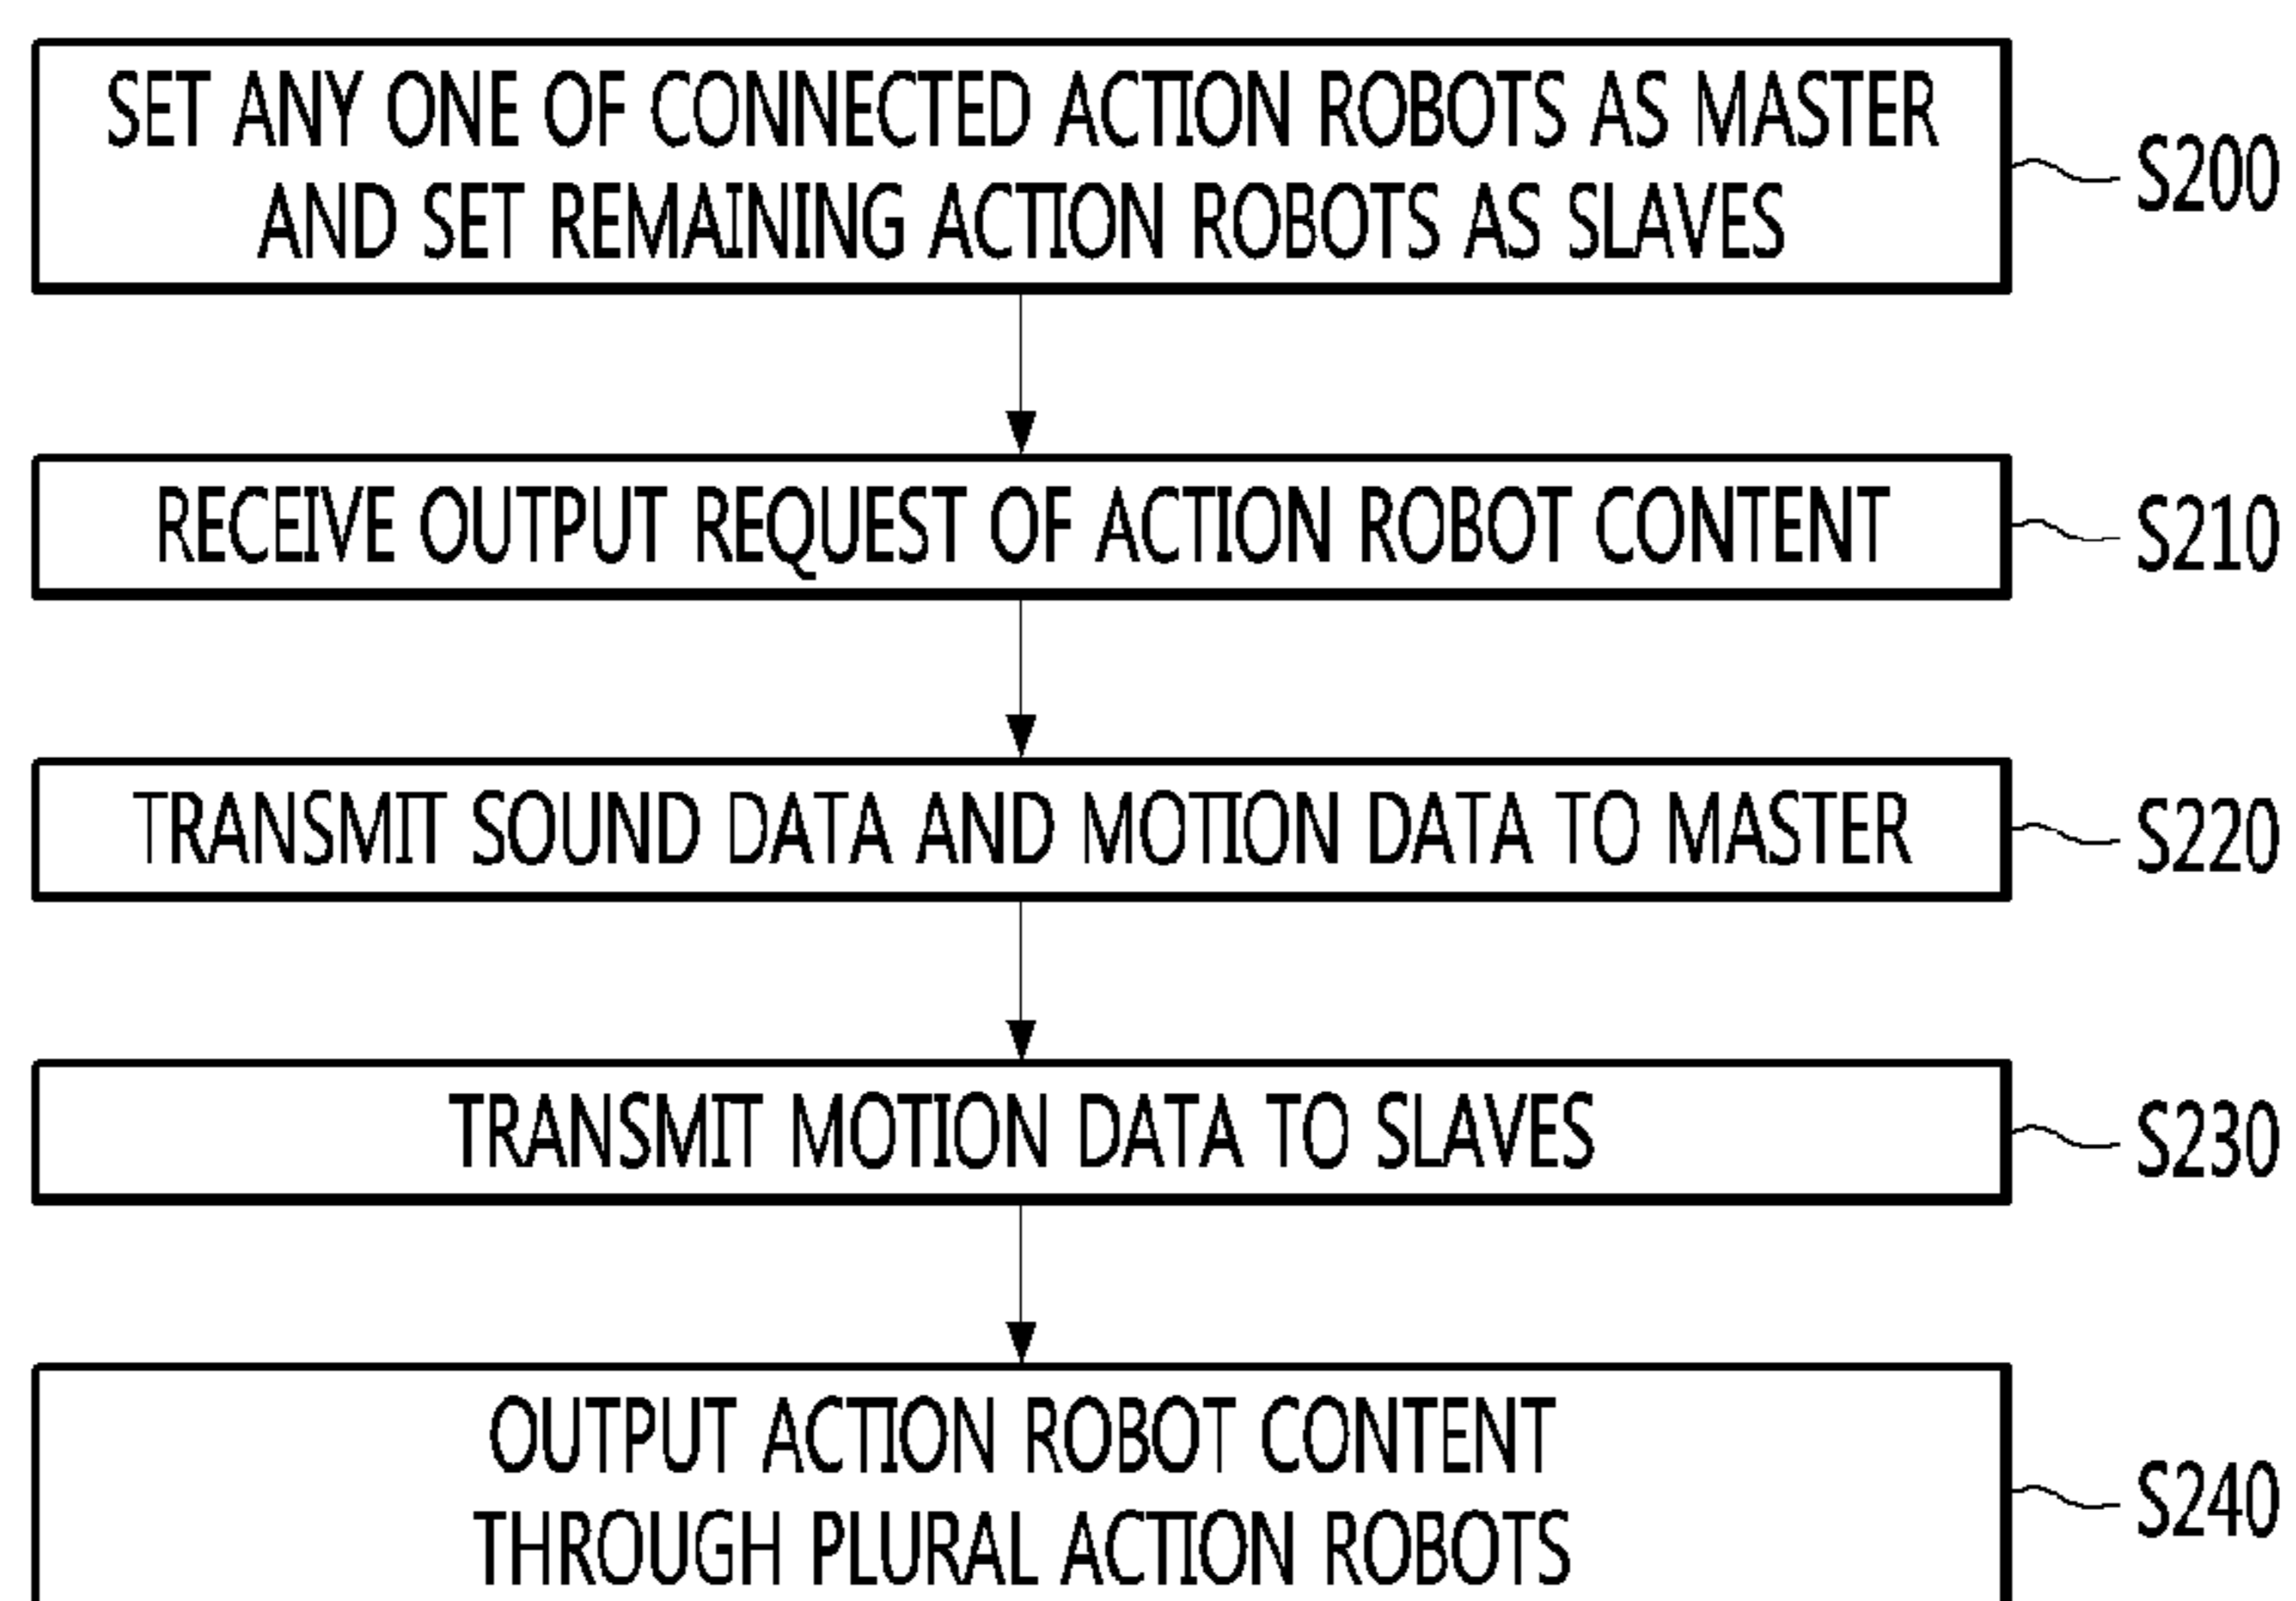 SET ANY ONE OF CONNECTED ACTION ROBOTS AS MASTER
AND SET REMAINING ACTION ROBOTS AS SLAVES
S200
RECEIVE OUTPUT REQUEST OF ACTION ROBOT CONTENT
S210
TRANSMIT SOUND DATA AND MOTION DATA TO MASTER
S220
TRANSMIT MOTION DATA TO SLAVES
S230
OUTPUT ACTION ROBOT CONTENT
THROUGH PLURAL ACTION ROBOTS
S240